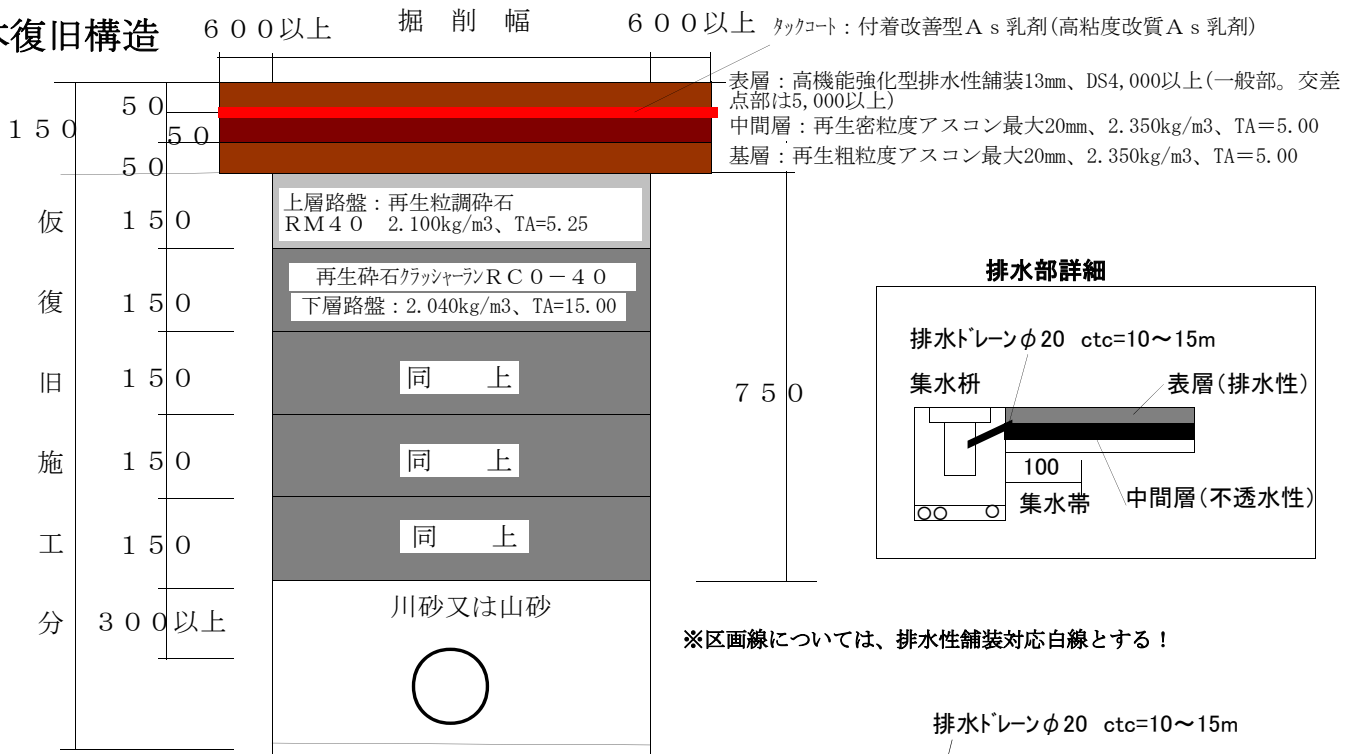 本復旧構造
600以上 掘削幅 600以上
タックコート：付着改善型As乳剤(高粘度改質As乳剤)
表層：高機能強化型排水性舗装13mm、DS4,000以上(一般部。交差
点部は5,000以上)
中間層：再生密粒度アスコン最大20mm、2.350kg/m3、TA＝5.00
基層：再生粗粒度アスコン最大20mm、2.350kg/m3、TA＝5.00
150
50
50
50
仮復旧施工分
150
150
150
150
150
300以上
上層路盤：再生粒調砕石
RM40 2.100kg/m3、TA=5.25
再生砕石クラッシャーランRC0－40
下層路盤：2.040kg/m3、TA=15.00
同 上
同 上
同 上
川砂又は山砂
750
排水部詳細
排水ドレーンφ20 ctc=10～15m
集水枡
表層(排水性)
100
集水帯
中間層(不透水性)
※区画線については、排水性舗装対応白線とする！
排水ドレーンφ20 ctc=10～15m